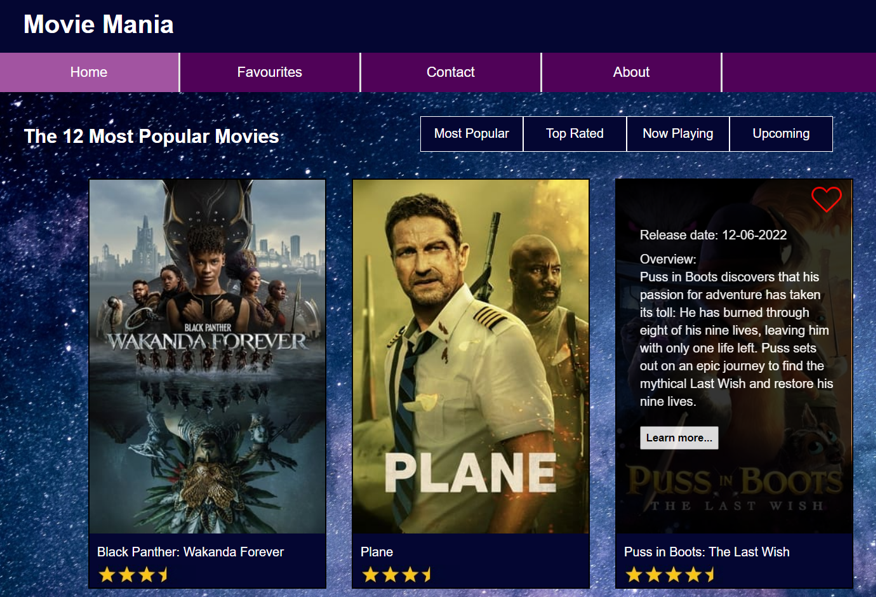 Movie Mania
Home
Favourites
Contact
About
The 12 Most Popular Movies
Most Popular
Top Rated
Now Playing
Upcoming
BLACK PANTHER
WAKANDA FOREVER
PLANE
Release date: 12-06-2022
Overview:
Puss in Boots discovers that his
passion for adventure has taken
its toll: He has burned through
eight of his nine lives, leaving him
with only one life left. Puss sets
out on an epic journey to find the
mythical Last Wish and restore his
nine lives.
Learn more...
PUSS IN BOOTS
THE LAST WISH
Black Panther: Wakanda Forever
Plane
Puss in Boots: The Last Wish